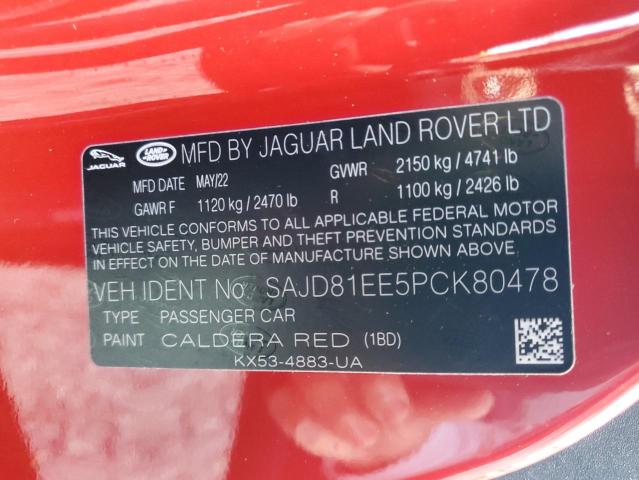 JAGUAR LAND ROVER MFD BY JAGUAR LAND ROVER LTD
MFD DATE MAY/22 GVWR 2150 kg / 4741 lb
GAWR F 1120 kg / 2470 lb R 1100 kg / 2426 lb
THIS VEHICLE CONFORMS TO ALL APPLICABLE FEDERAL MOTOR
VEHICLE SAFETY, BUMPER AND THEFT PREVENTION STANDARDS
IN EFFECT ON THE DATE OF MANUFACTURE SHOWN ABOVE.
VEH IDENT No SAJD81EE5PCK80478
TYPE PASSENGER CAR
PAINT CALDERA RED (1BD)
KX53-4883-UA